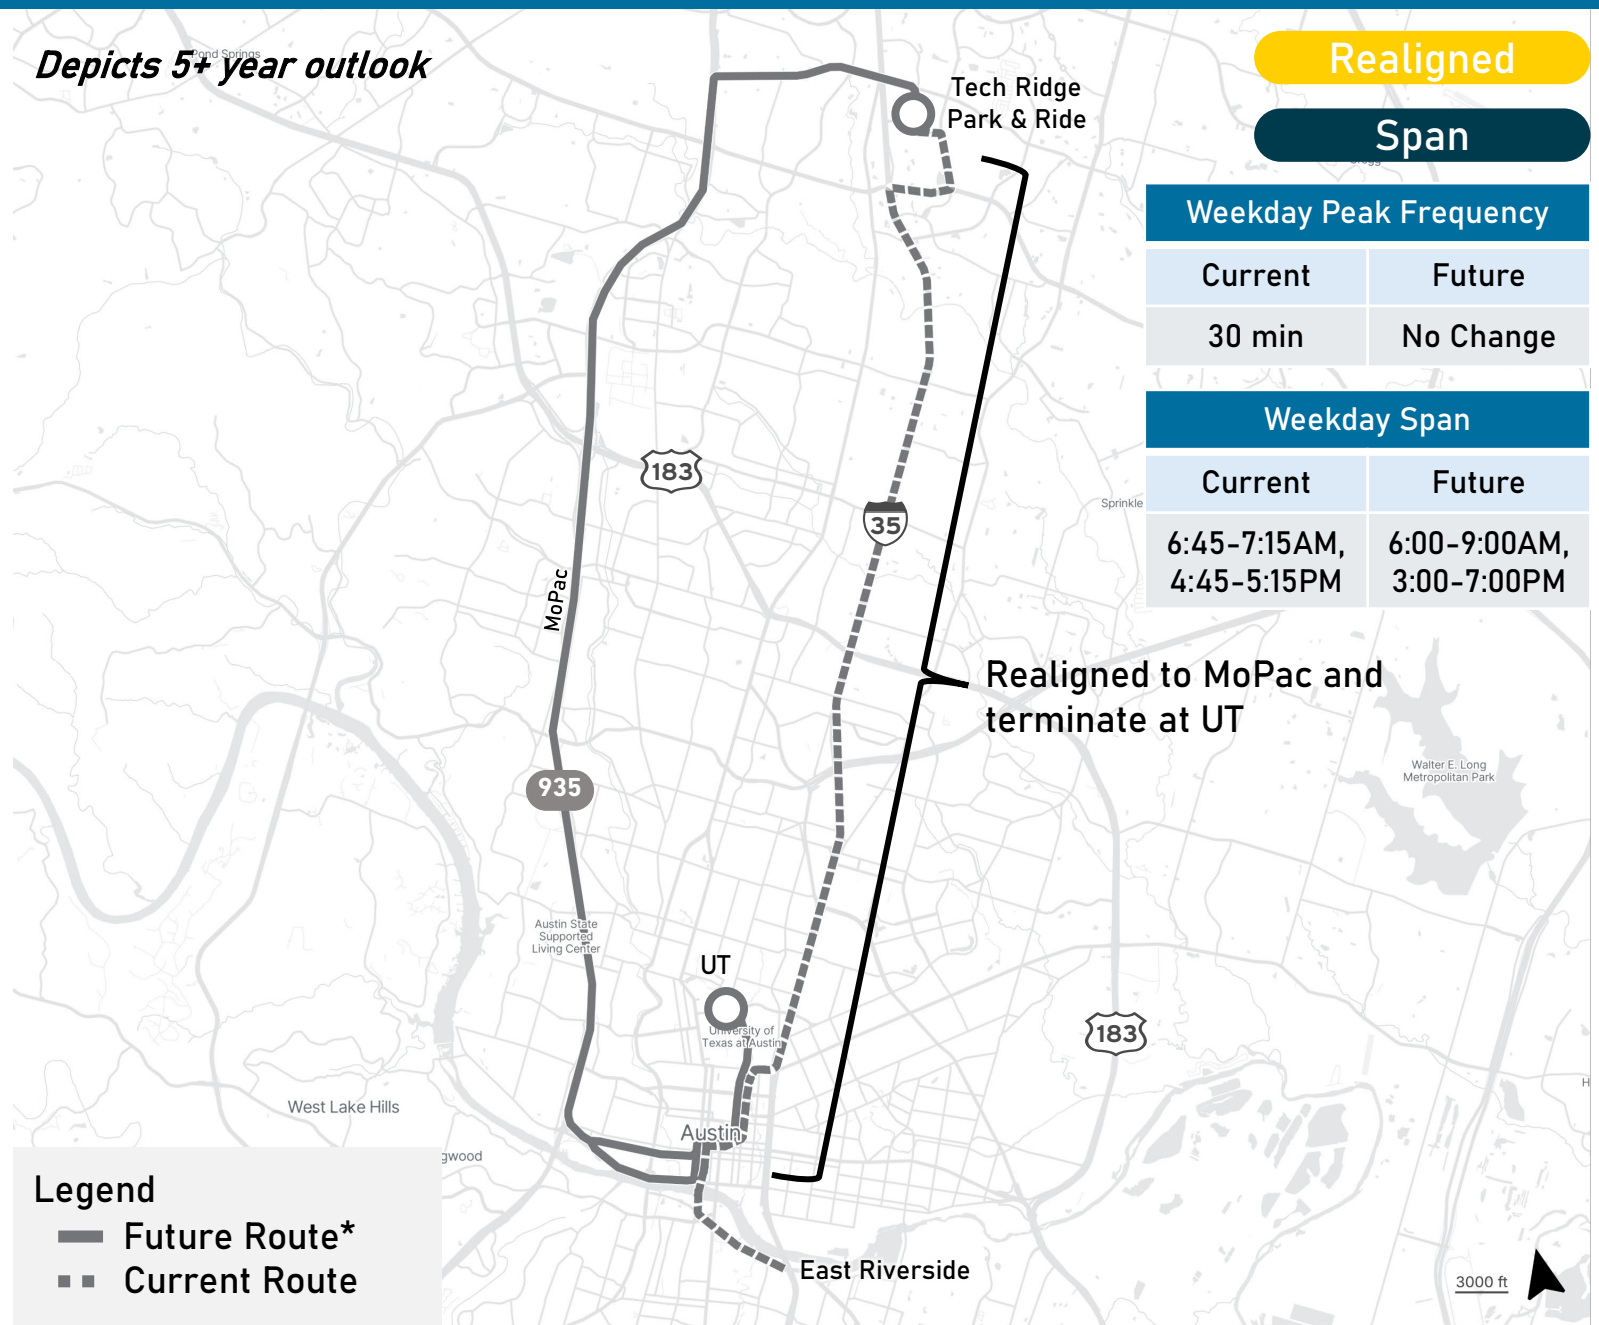 Depicts 5+ year outlook
Pond Springs
Realigned
Span
Tech Ridge
Park & Ride
Weekday Peak Frequency
Current
Future
30 min
No Change
Weekday Span
Current
Future
6:45-7:15AM,
4:45-5:15PM
6:00-9:00AM,
3:00-7:00PM
183
35
Sprinkle
MoPac
Realigned to MoPac and
terminate at UT
935
Walter E. Long
Metropolitan Park
Austin State
Supported
Living Center
UT
University of
Texas at Austin
183
West Lake Hills
Austin
gwood
H
Legend
Future Route*
Current Route
East Riverside
3000 ft